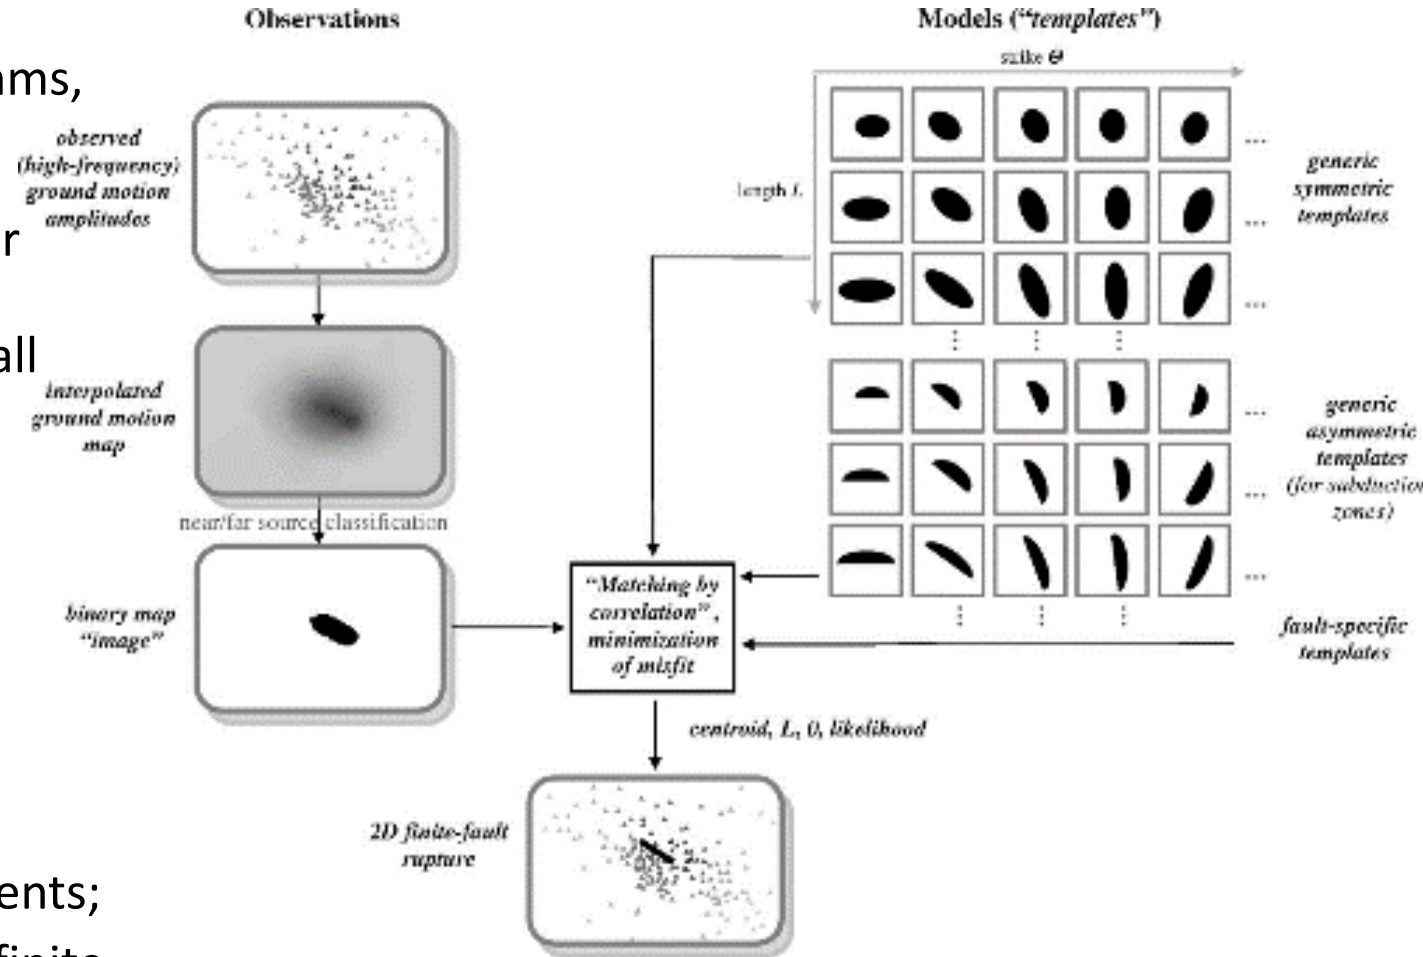 Observations
Models ("templates")
ams,
r
all
ents;
finite
observed
(high-frequency)
ground motion
amplitudes
interpolated
ground motion
map
near/far source classification
binary map
"image"
strike Θ
length L
...
...
...
generic
symmetric
templates
...
...
...
generic
asymmetric
templates
(for subduction
zones)
fault-specific
templates
"Matching by
correlation",
minimization
of misfit
centroid, L, θ, likelihood
2D finite-fault
rupture